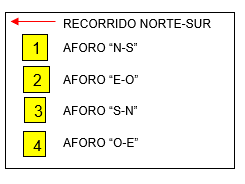 RECORRIDO NORTE-SUR
1 AFORO “N-S”
2 AFORO “E-O”
3 AFORO “S-N”
4 AFORO “O-E”